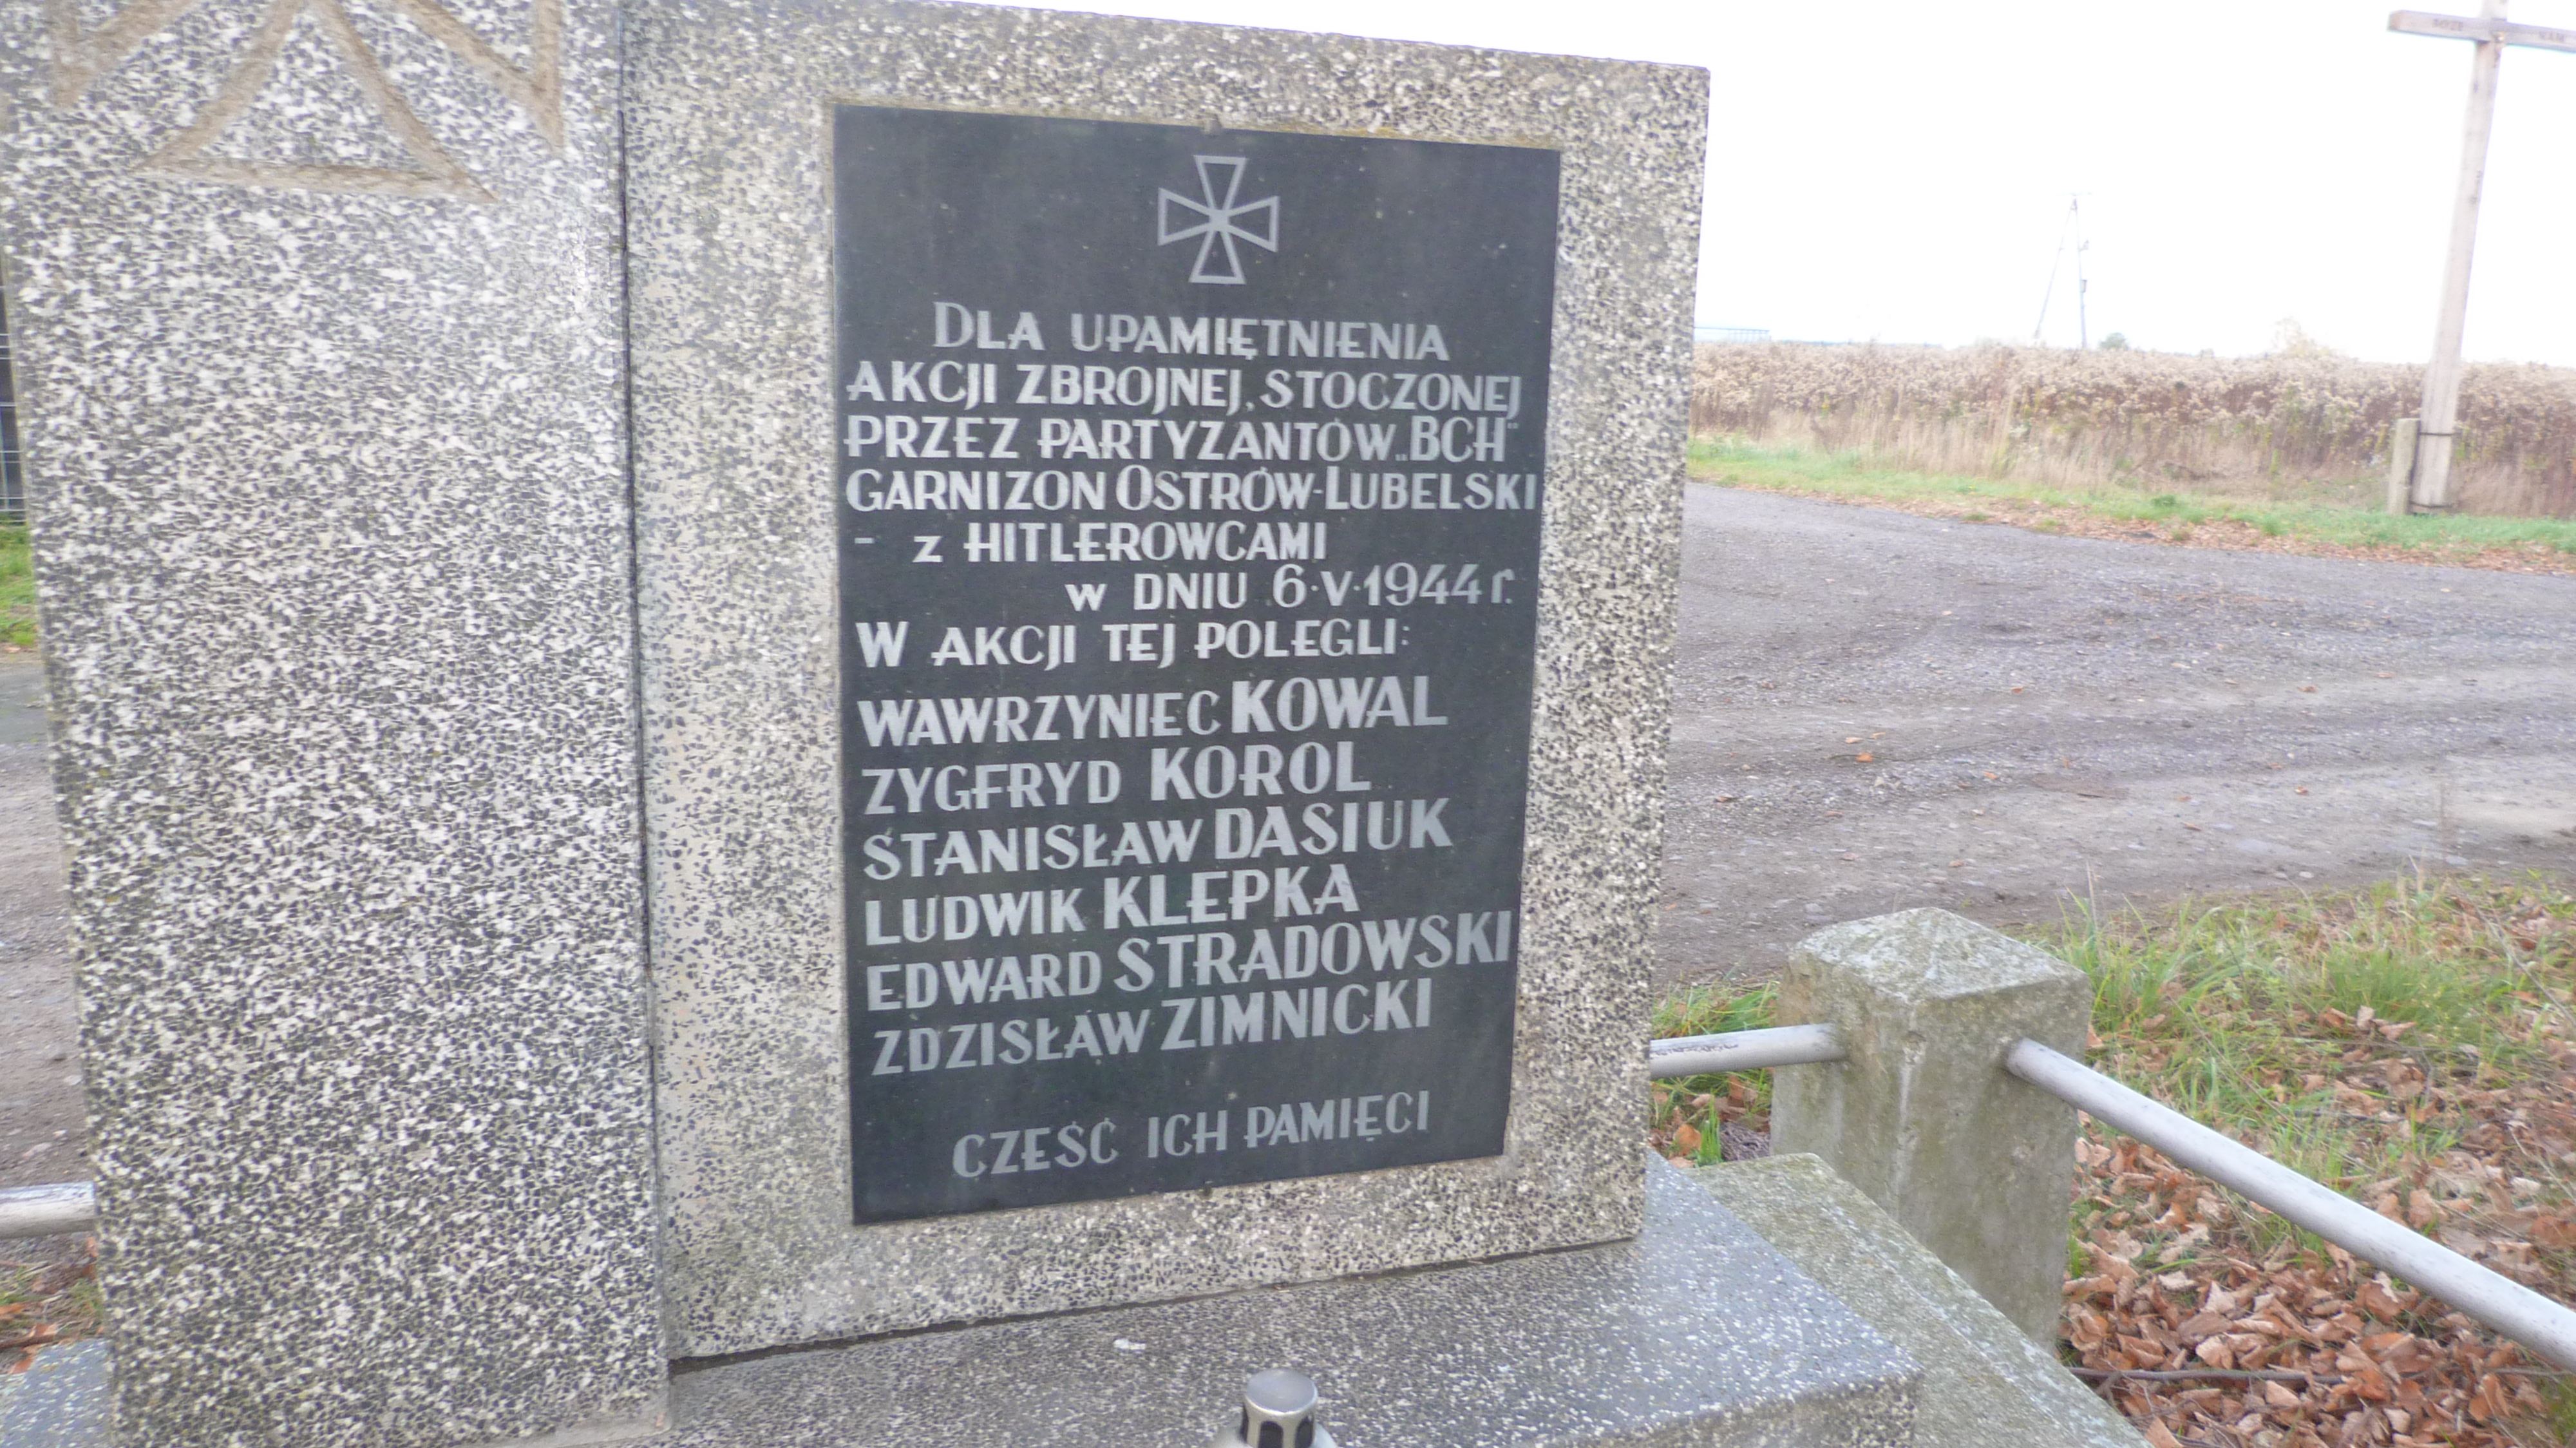 DLA UPAMIĘTNIENIA
AKCJI ZBROJNEJ, STOCZONEJ
PRZEZ PARTYZANTÓW „BCH”
GARNIZON OSTRÓW-LUBELSKI
- z HITLEROWCAMI
w DNIU 6·V·1944 r.
W AKCJI TEJ POLEGLI:
WAWRZYNIEC KOWAL
ZYGFRYD KOROL
STANISŁAW DASIUK
LUDWIK KLEPKA
EDWARD STRADOWSKI
ZDZISŁAW ZIMNICKI
CZEŚĆ ICH PAMIĘCI